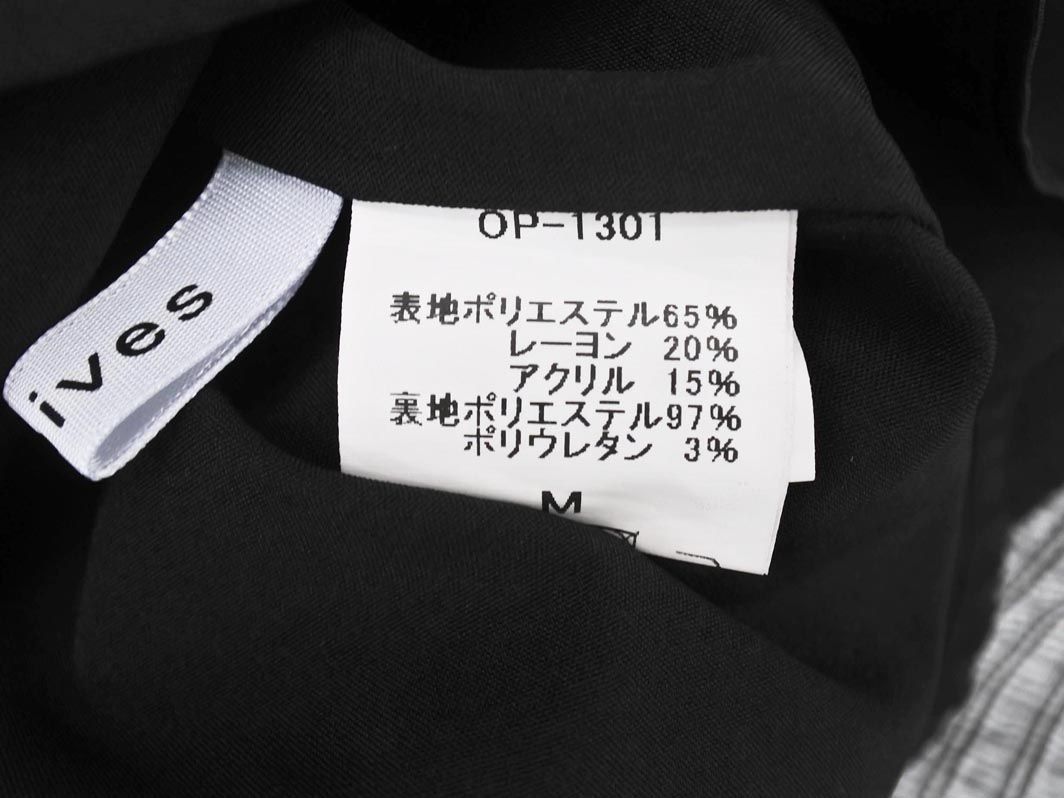 ives
OP-1301
表地ポリエステル65%
レーヨン 20%
アクリル 15%
裏地ポリエステル97%
ポリウレタン 3%
M